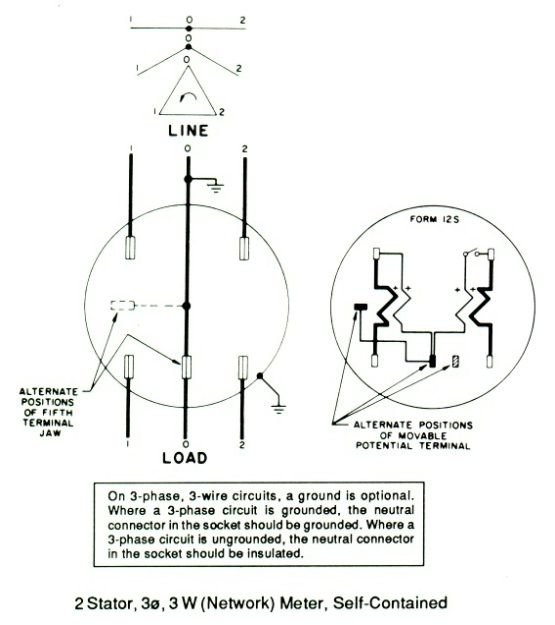 1 0 2
0
0
1 2
LINE
1 0 2
FORM 12S
+ +
+ +
ALTERNATE
POSITIONS
OF FIFTH
TERMINAL
JAW
ALTERNATE POSITIONS
OF MOVABLE
POTENTIAL TERMINAL
1 0 2
LOAD
On 3-phase, 3-wire circuits, a ground is optional.
Where a 3-phase circuit is grounded, the neutral
connector in the socket should be grounded. Where a
3-phase circuit is ungrounded, the neutral connector
in the socket should be insulated.
2 Stator, 3ø, 3 W (Network) Meter, Self-Contained